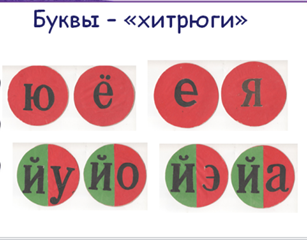 Буквы – «хитрюги»
ю ё е я
йу йо йэ йа